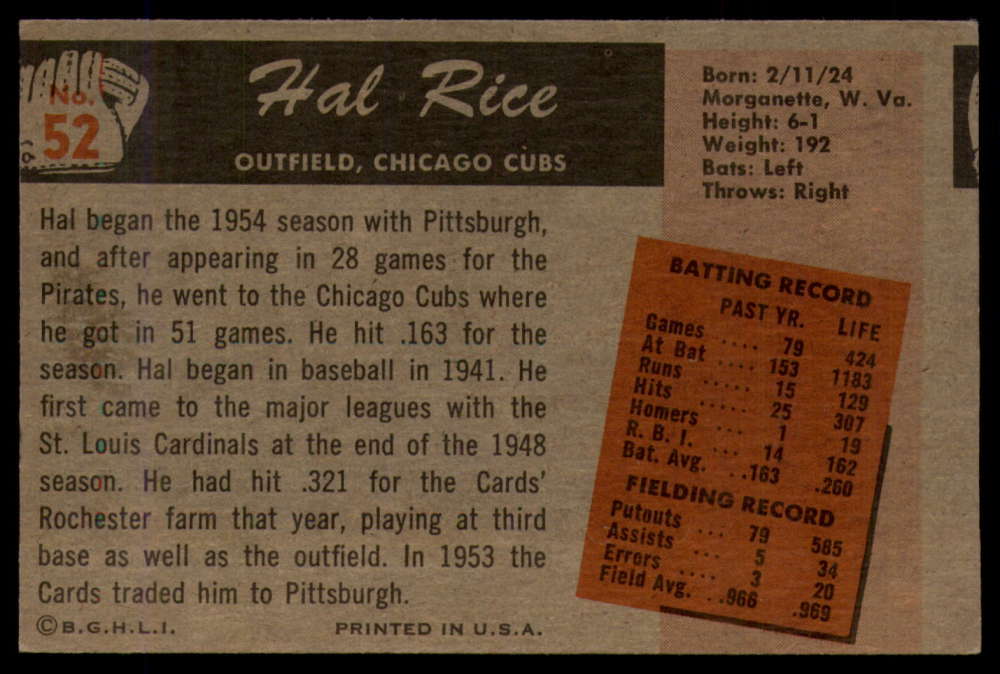 No.
52
Hal Rice
OUTFIELD, CHICAGO CUBS
Born: 2/11/24
Morganette, W. Va.
Height: 6-1
Weight: 192
Bats: Left
Throws: Right
Hal began the 1954 season with Pittsburgh,
and after appearing in 28 games for the
Pirates, he went to the Chicago Cubs where
he got in 51 games. He hit .163 for the
season. Hal began in baseball in 1941. He
first came to the major leagues with the
St. Louis Cardinals at the end of the 1948
season. He had hit .321 for the Cards'
Rochester farm that year, playing at third
base as well as the outfield. In 1953 the
Cards traded him to Pittsburgh.
©B.G.H.L.I. PRINTED IN U.S.A.
BATTING RECORD
PAST YR. LIFE
Games .... 79 424
At Bat .... 153 1183
Runs ..... 15 129
Hits ..... 25 307
Homers ... 1 19
R. B. I. ... 14 162
Bat. Avg. ..163 .260
FIELDING RECORD
Putouts ... 79 585
Assists ... 5 34
Errors .... 3 20
Field Avg. ..966 .969